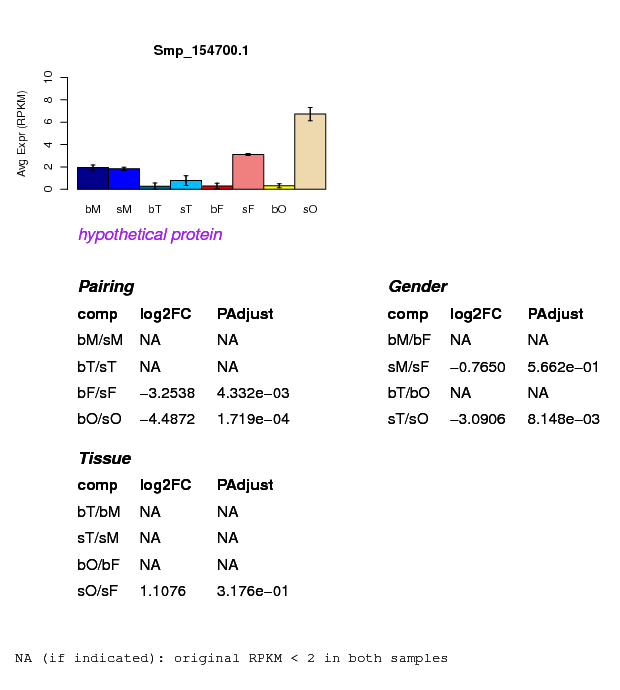 Smp_154700.1
Avg Expr (RPKM)
10
8
6
4
2
0
bM sM bT sT bF sF bO sO
hypothetical protein
Pairing
comp log2FC PAdjust
bM/sM NA NA
bT/sT NA NA
bF/sF −3.2538 4.332e−03
bO/sO −4.4872 1.719e−04
Gender
comp log2FC PAdjust
bM/bF NA NA
sM/sF −0.7650 5.662e−01
bT/bO NA NA
sT/sO −3.0906 8.148e−03
Tissue
comp log2FC PAdjust
bT/bM NA NA
sT/sM NA NA
bO/bF NA NA
sO/sF 1.1076 3.176e−01
NA (if indicated): original RPKM < 2 in both samples